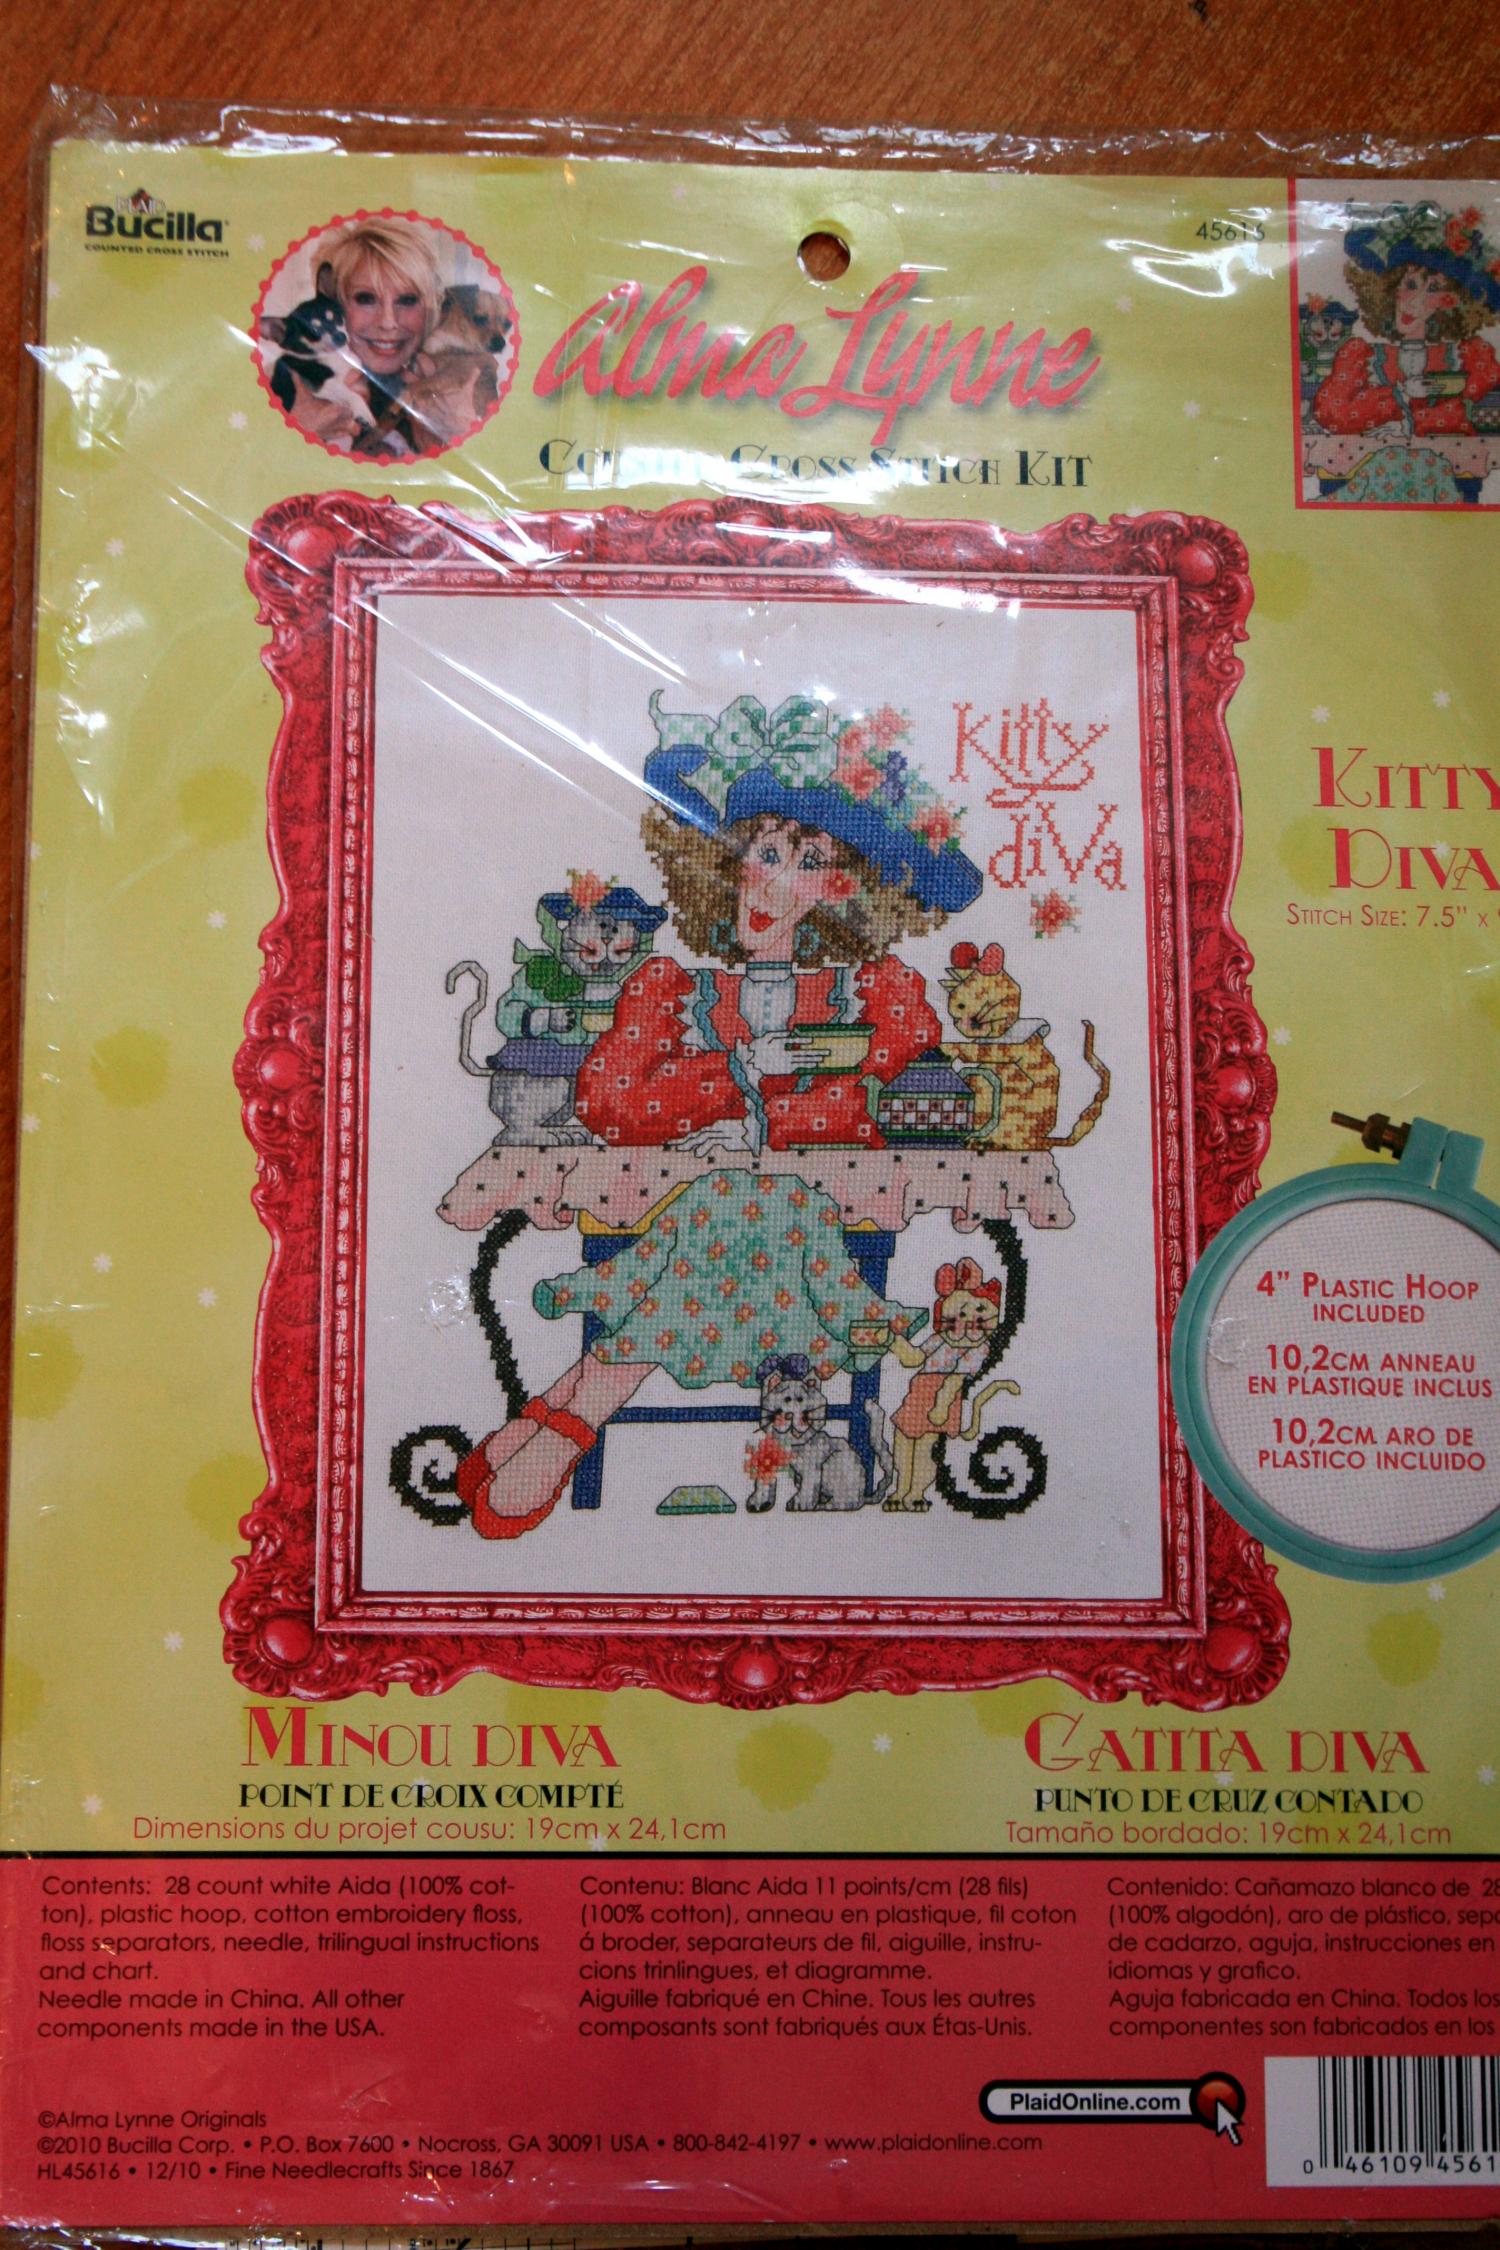 PLAID
Bucilla
COUNTED CROSS STITCH
45616
Alma Lynne
Counted Cross Stitch Kit
Kitty
diva
Kitty
Diva
Stitch Size: 7.5" x
4" Plastic Hoop
included
10,2cm anneau
en plastique inclus
10,2cm aro de
plastico incluido
Minou diva
point de croix compté
Dimensions du projet cousu: 19cm x 24,1cm
Gatita diva
punto de cruz contado
Tamaño bordado: 19cm x 24,1cm
Contents: 28 count white Aida (100% cot-
ton), plastic hoop, cotton embroidery floss,
floss separators, needle, trilingual instructions
and chart.
Needle made in China. All other
components made in the USA.
Contenu: Blanc Aida 11 points/cm (28 fils)
(100% cotton), anneau en plastique, fil coton
á broder, separateurs de fil, aiguille, instru-
cions trinlingues, et diagramme.
Aiguille fabriqué en Chine. Tous les autres
composants sont fabriqués aux Étas-Unis.
Contenido: Cañamazo blanco de 28
(100% algodón), aro de plástico, sepa
de cadarzo, aguja, instrucciones en
idiomas y grafico.
Aguja fabricada en China. Todos los
componentes son fabricados en los
PlaidOnline.com
©Alma Lynne Originals
©2010 Bucilla Corp. • P.O. Box 7600 • Nocross, GA 30091 USA • 800-842-4197 • www.plaidonline.com
HL45616 • 12/10 • Fine Needlecrafts Since 1867
0 46109 4561